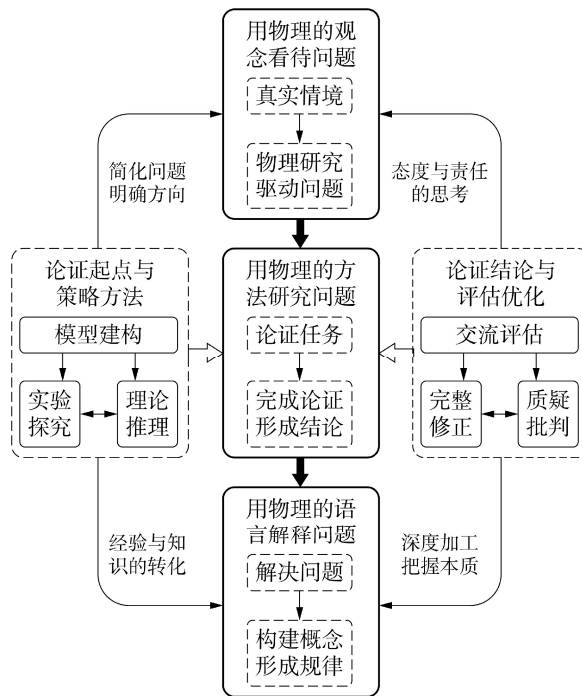 用物理的观
念看待问题
真实情境
物理研究
驱动问题
简化问题
明确方向
态度与责任
的思考
论证起点与
策略方法
模型建构
实验
探究
理论
推理
用物理的方
法研究问题
论证任务
完成论证
形成结论
论证结论与
评估优化
交流评估
完整
修正
质疑
批判
经验与知
识的转化
深度加工
把握本质
用物理的语
言解释问题
解决问题
构建概念
形成规律